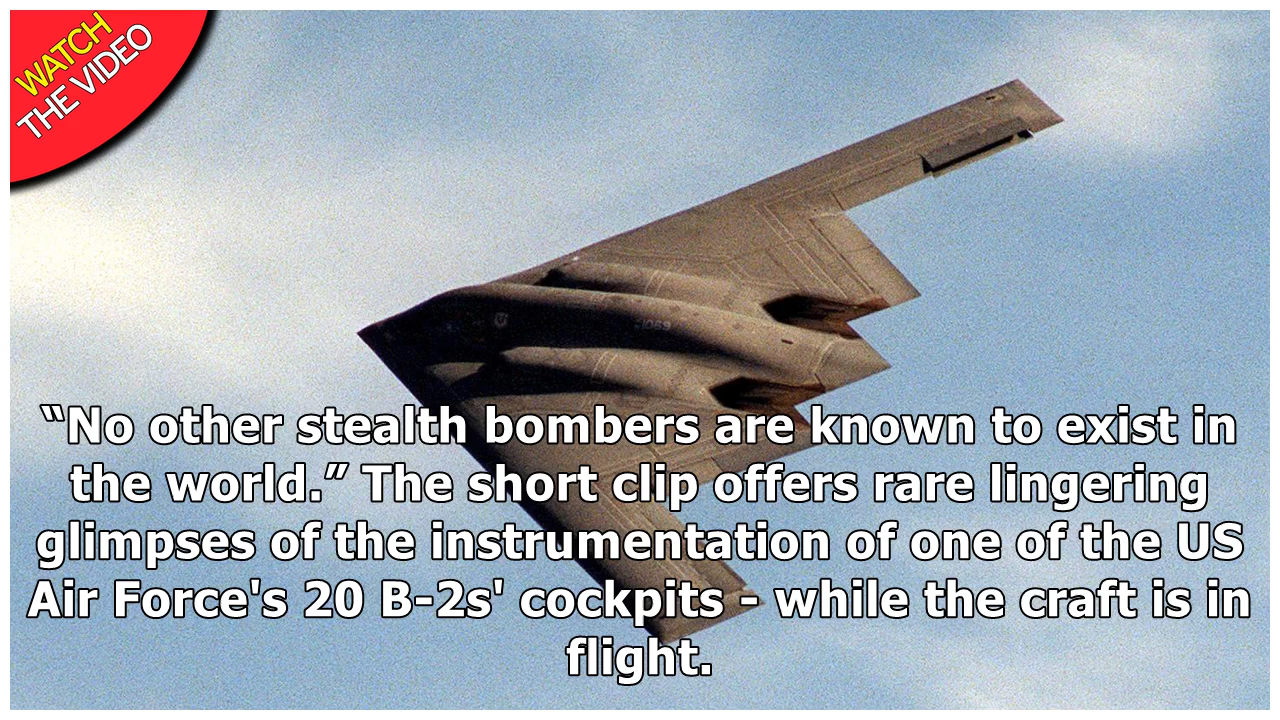 WATCH
THE VIDEO
“No other stealth bombers are known to exist in
the world.” The short clip offers rare lingering
glimpses of the instrumentation of one of the US
Air Force's 20 B-2s' cockpits - while the craft is in
flight.